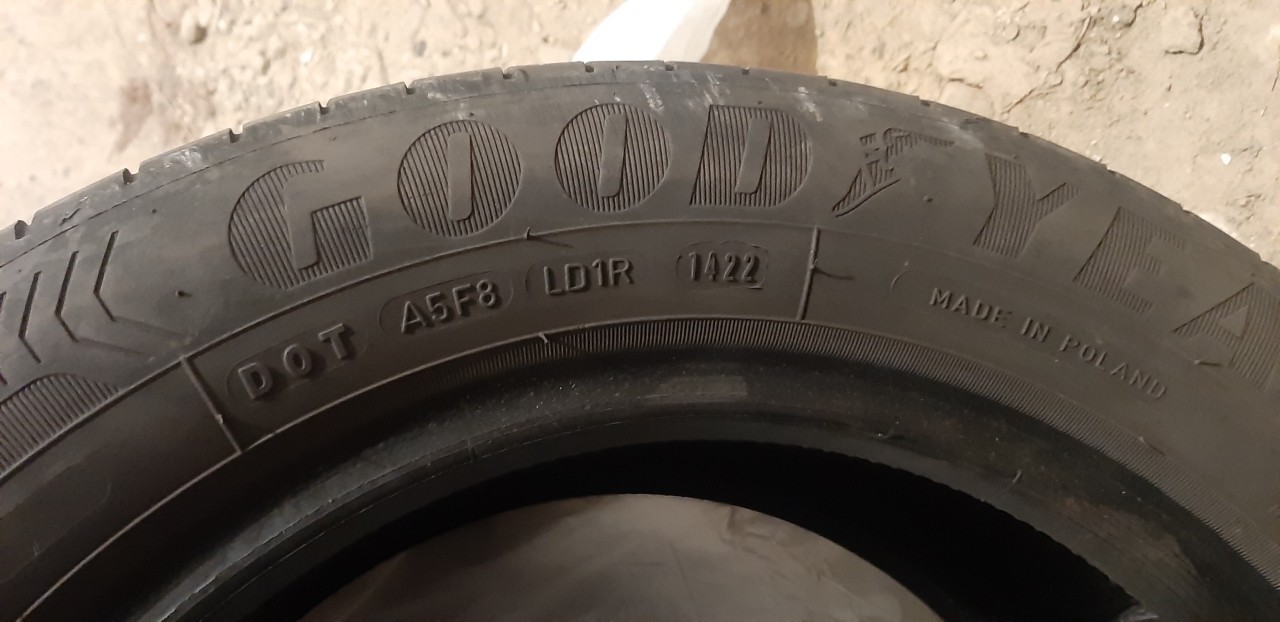 GOODYEA
DOT A5F8 LD1R 1422
MADE IN POLAND